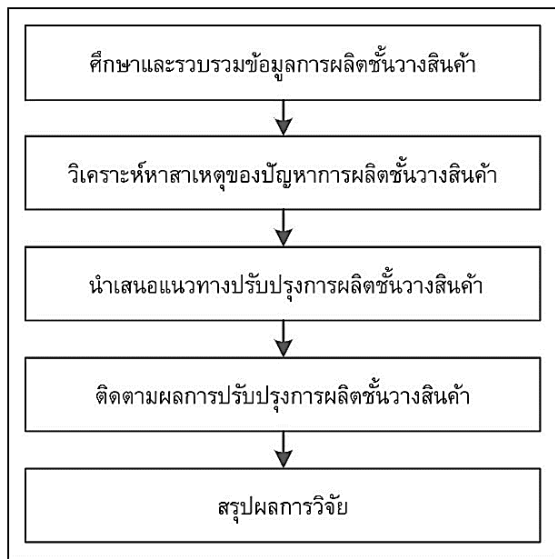 ศึกษาและรวบรวมข้อมูลการผลิตชั้นวางสินค้า
วิเคราะห์หาสาเหตุของปัญหาการผลิตชั้นวางสินค้า
นำเสนอแนวทางปรับปรุงการผลิตชั้นวางสินค้า
ติดตามผลการปรับปรุงการผลิตชั้นวางสินค้า
สรุปผลการวิจัย